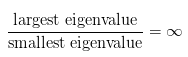 largest eigenvalue
smallest eigenvalue = ∞